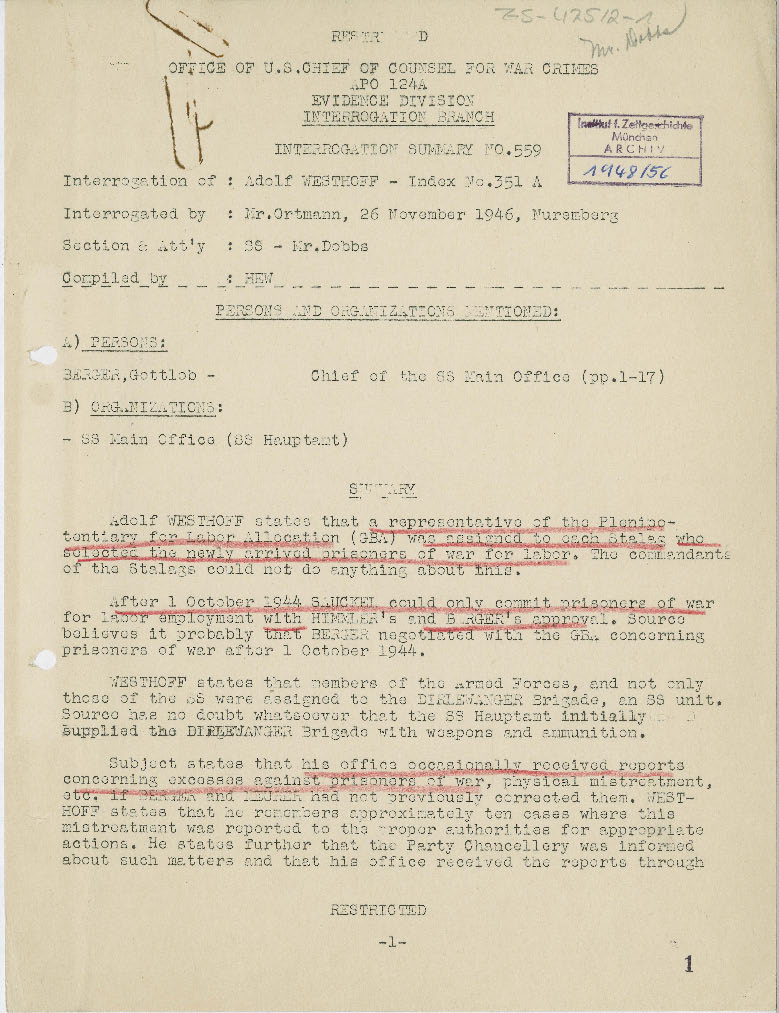 ZS-425/2-1
Mr. Dobbs
OFFICE OF U.S.CHIEF OF COUNSEL FOR WAR CRIMES
APO 124A
EVIDENCE DIVISION
INTERROGATION BRANCH
Institut f. Zeitgeschichte
München
ARCHIV
1948/56
INTERROGATION SUMMARY NO.559
Interrogation of : Adolf WESTHOFF - Index No.351 A
Interrogated by : Mr.Ortmann, 26 November 1946, Nuremberg
Section & Att'y : SS - Mr.Dobbs
Compiled by : HEW
PERSONS AND ORGANIZATIONS MENTIONED:
A) PERSONS:
BERGER,Gottlob - Chief of the SS Main Office (pp.1-17)
B) ORGANIZATIONS:
- SS Main Office (SS Hauptamt)
SUMMARY
Adolf WESTHOFF states that a representative of the Plenipo-
tentiary for Labor Allocation (GBA) was assigned to each Stalag who
selected the newly arrived prisoners of war for labor. The commandants
of the Stalags could not do anything about this.
After 1 October 1944 SAUCKEL could only commit prisoners of war
for labor employment with HIMMLER's and BERGER's approval. Source
believes it probably that BERGER negotiated with the GBA concerning
prisoners of war after 1 October 1944.
WESTHOFF states that members of the Armed Forces, and not only
those of the SS were assigned to the DIRLEWANGER Brigade, an SS unit.
Source has no doubt whatsoever that the SS Hauptamt initially
supplied the DIRLEWANGER Brigade with weapons and ammunition.
Subject states that his office occasionally received reports
concerning excesses against prisoners of war, physical mistreatment,
etc. if BERGER and MEURER had not previously corrected them. WEST-
HOFF states that he remembers approximately ten cases where this
mistreatment was reported to the proper authorities for appropriate
actions. He states further that the Party Chancellery was informed
about such matters and that his office received the reports through
RESTRICTED
-1-
1